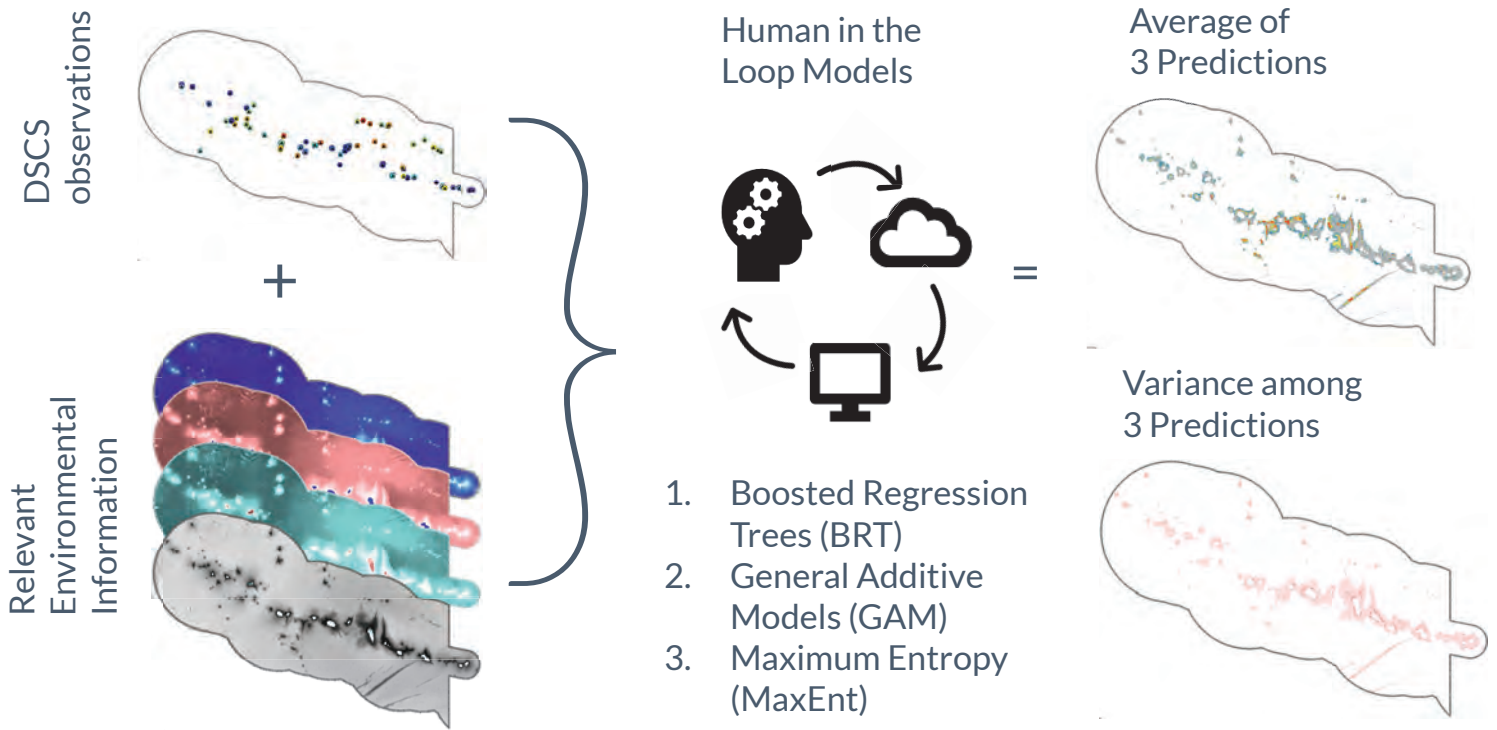 DSCS
observations
+
Relevant
Environmental
Information
Human in the
Loop Models
1. Boosted Regression
Trees (BRT)
2. General Additive
Models (GAM)
3. Maximum Entropy
(MaxEnt)
=
Average of
3 Predictions
Variance among
3 Predictions